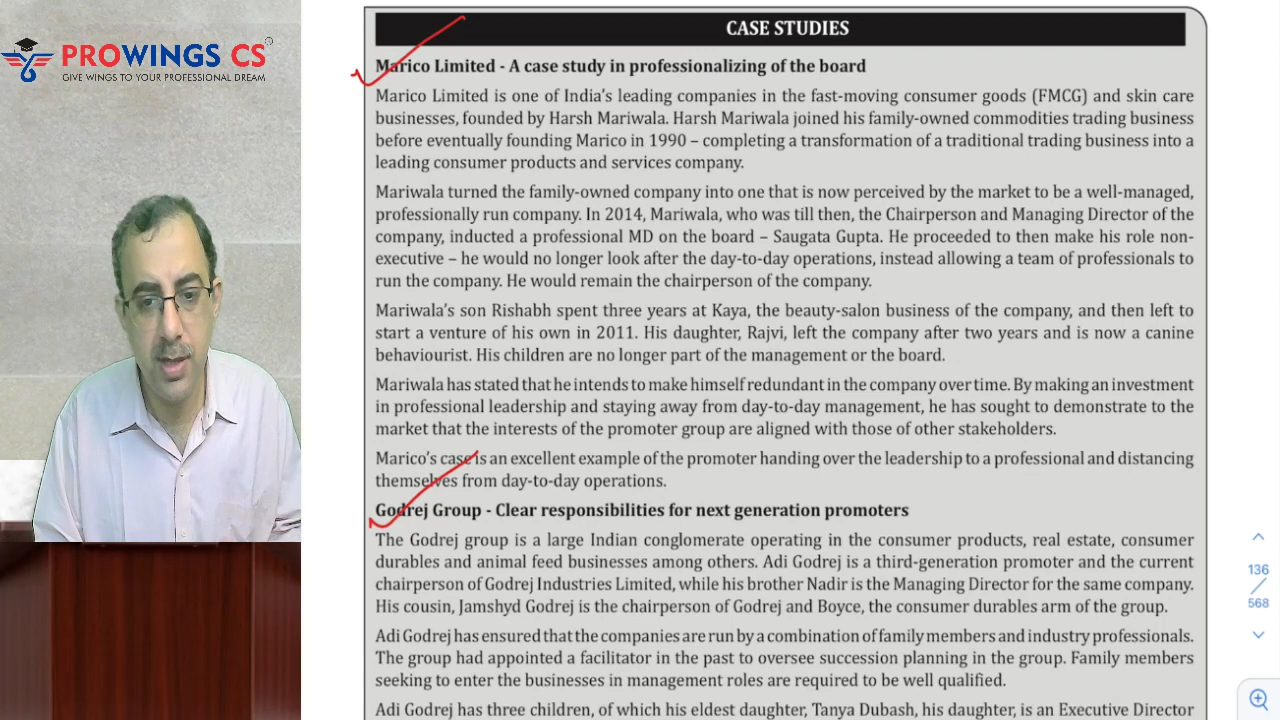 PROWINGS CS
GIVE WINGS TO YOUR PROFESSIONAL DREAM
CASE STUDIES
Marico Limited - A case study in professionalizing of the board
Marico Limited is one of India's leading companies in the fast-moving consumer goods (FMCG) and skin care
businesses, founded by Harsh Mariwala. Harsh Mariwala joined his family-owned commodities trading business
before eventually founding Marico in 1990 – completing a transformation of a traditional trading business into a
leading consumer products and services company.
Mariwala turned the family-owned company into one that is now perceived by the market to be a well-managed,
professionally run company. In 2014, Mariwala, who was till then, the Chairperson and Managing Director of the
company, inducted a professional MD on the board – Saugata Gupta. He proceeded to then make his role non-
executive – he would no longer look after the day-to-day operations, instead allowing a team of professionals to
run the company. He would remain the chairperson of the company.
Mariwala's son Rishabh spent three years at Kaya, the beauty-salon business of the company, and then left to
start a venture of his own in 2011. His daughter, Rajvi, left the company after two years and is now a canine
behaviourist. His children are no longer part of the management or the board.
Mariwala has stated that he intends to make himself redundant in the company over time. By making an investment
in professional leadership and staying away from day-to-day management, he has sought to demonstrate to the
market that the interests of the promoter group are aligned with those of other stakeholders.
Marico's case is an excellent example of the promoter handing over the leadership to a professional and distancing
themselves from day-to-day operations.
Godrej Group - Clear responsibilities for next generation promoters
The Godrej group is a large Indian conglomerate operating in the consumer products, real estate, consumer
durables and animal feed businesses among others. Adi Godrej is a third-generation promoter and the current
chairperson of Godrej Industries Limited, while his brother Nadir is the Managing Director for the same company.
His cousin, Jamshyd Godrej is the chairperson of Godrej and Boyce, the consumer durables arm of the group.
Adi Godrej has ensured that the companies are run by a combination of family members and industry professionals.
The group had appointed a facilitator in the past to oversee succession planning in the group. Family members
seeking to enter the businesses in management roles are required to be well qualified.
Adi Godrej has three children, of which his eldest daughter, Tanya Dubash, his daughter, is an Executive Director
136
568